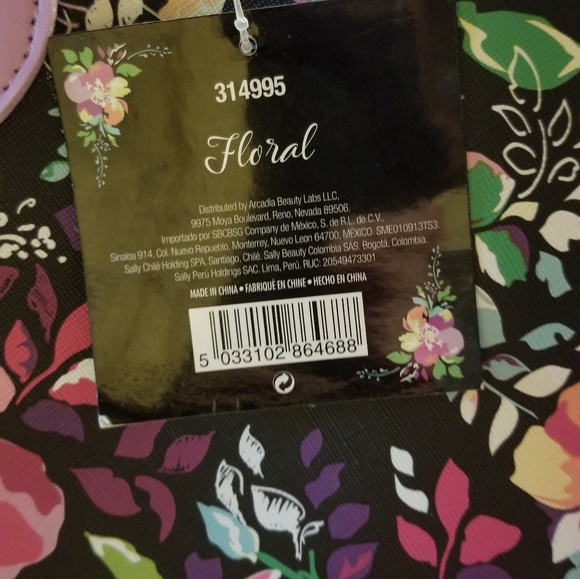 314995
Floral
Distributed by Arcadia Beauty Labs LLC,
9975 Moya Boulevard, Reno, Nevada 89506.
Importado por SBCBSG Company de México, S. de R.L. de C.V.,
Sinaloa 914, Col. Nuevo Repueblo, Monterrey, Nuevo Leon 64700, MÉXICO. SME010913TS3.
Sally Chilé Holding SPA, Santiago, Chilé. Sally Beauty Colombia SAS. Bogotá. Colombia.
Sally Perú Holdings SAC. Lima, Perú. RUC: 20549473301
MADE IN CHINA • FABRIQUÉ EN CHINE • HECHO EN CHINA
5 033102 864688